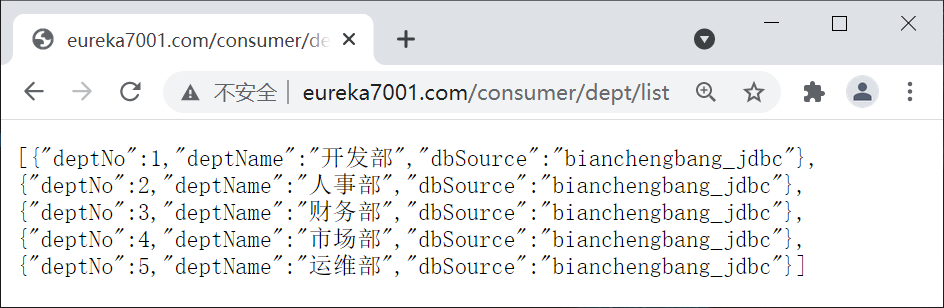 eureka7001.com/consumer/de
不安全 eureka7001.com/consumer/dept/list
[{"deptNo":1,"deptName":"开发部","dbSource":"bianchengbang_jdbc"},
{"deptNo":2,"deptName":"人事部","dbSource":"bianchengbang_jdbc"},
{"deptNo":3,"deptName":"财务部","dbSource":"bianchengbang_jdbc"},
{"deptNo":4,"deptName":"市场部","dbSource":"bianchengbang_jdbc"},
{"deptNo":5,"deptName":"运维部","dbSource":"bianchengbang_jdbc"}]